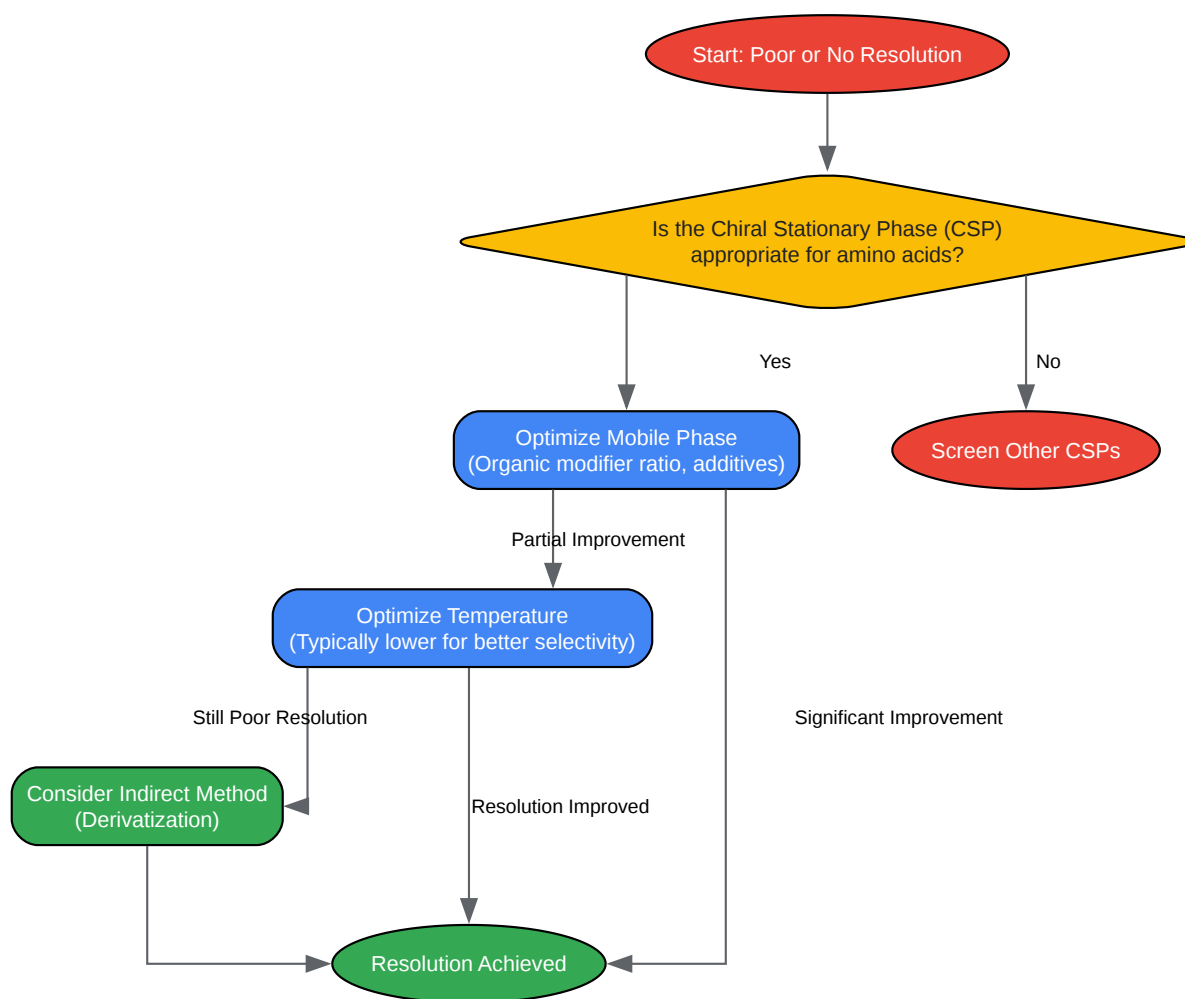 Start: Poor or No Resolution
Is the Chiral Stationary Phase (CSP)
appropriate for amino acids?
Yes
No
Optimize Mobile Phase
(Organic modifier ratio, additives)
Screen Other CSPs
Partial Improvement
Optimize Temperature
(Typically lower for better selectivity)
Still Poor Resolution
Significant Improvement
Consider Indirect Method
(Derivatization)
Resolution Improved
Resolution Achieved